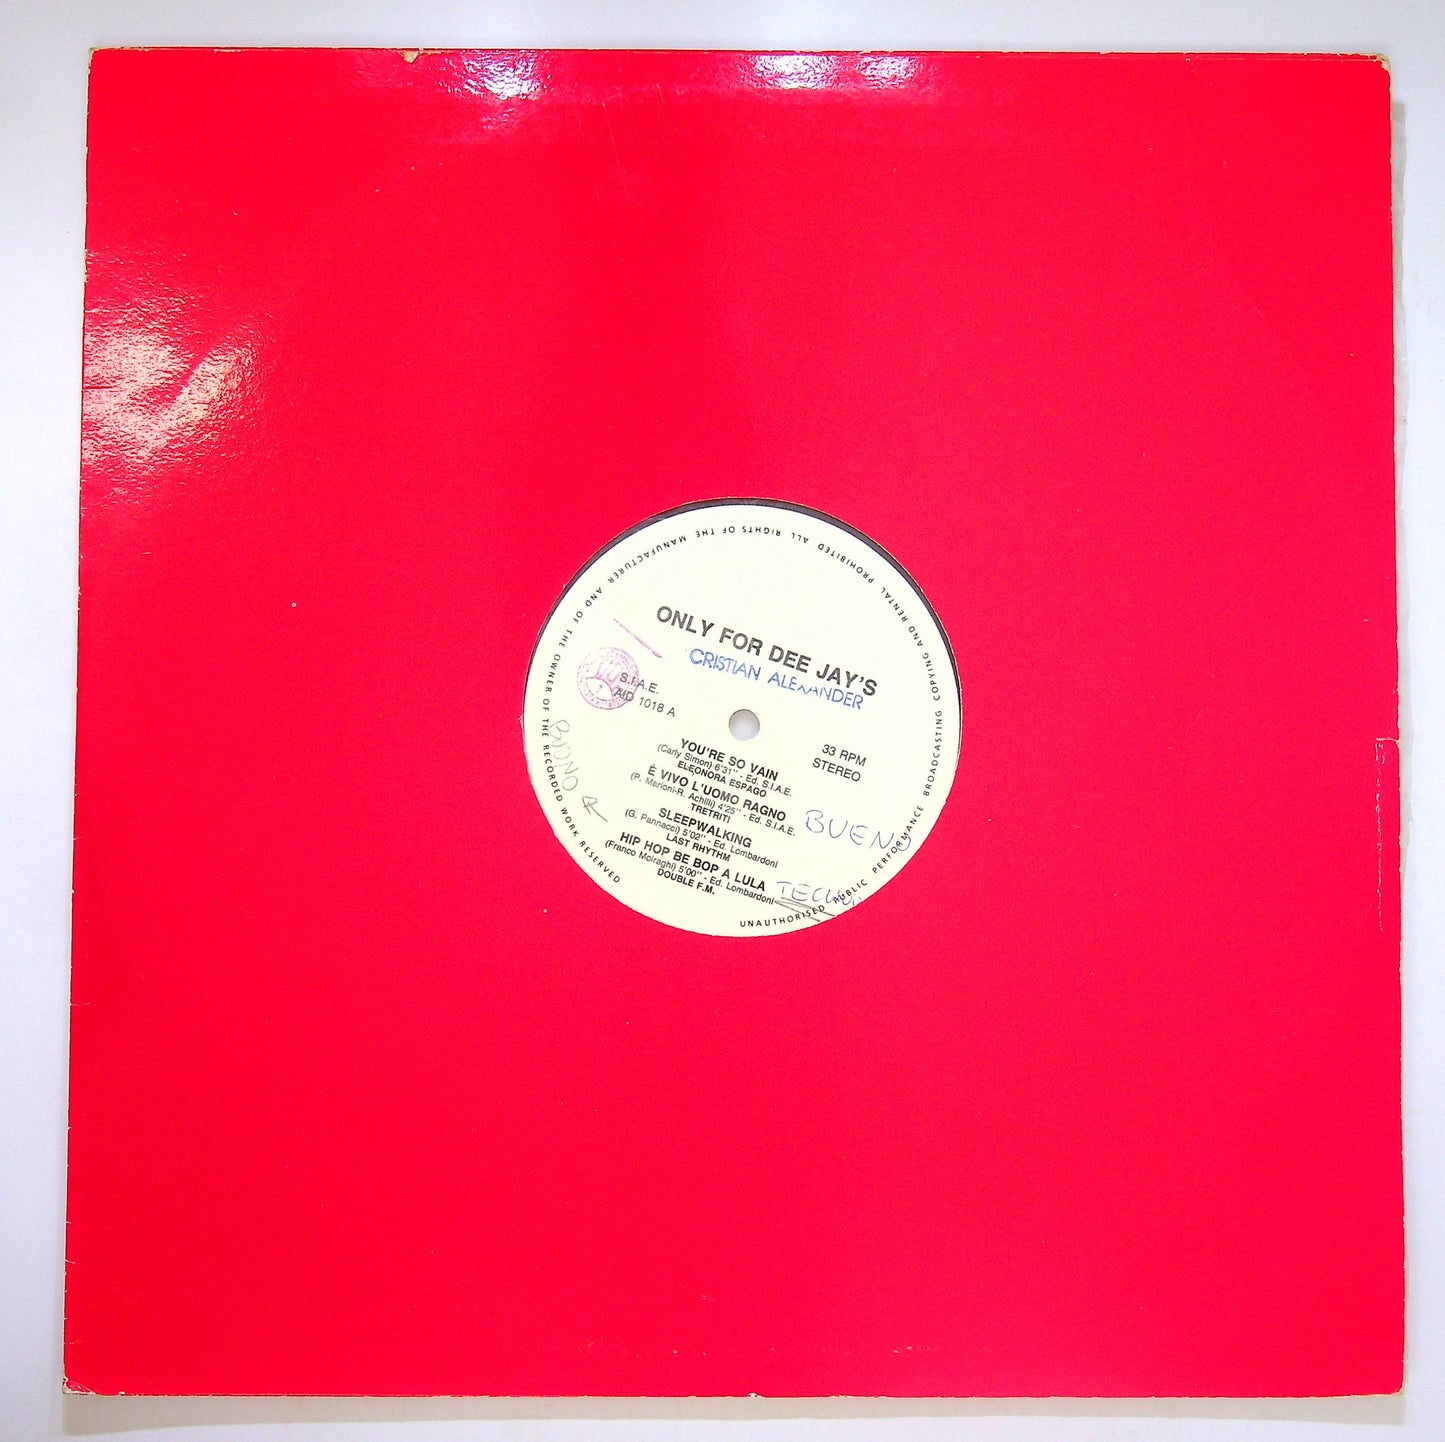 ONLY FOR DEE JAY'S
CRISTIAN ALEXANDER
S.I.A.E.
AID 1018 A
33 RPM
STEREO
YOU'RE SO VAIN
(Carly Simon) 6'31" - Ed. S.I.A.E.
ELEONORA ESPAGO
È VIVO L'UOMO RAGNO
(P. Marioni-R. Achilli) 4'25" - Ed. S.I.A.E.
TRETRITI
SLEEPWALKING
(G. Pannacci) 5'02" - Ed. Lombardoni
LAST RHYTHM
HIP HOP BE BOP A LULA
(Franco Moiraghi) 5'00" - Ed. Lombardoni
DOUBLE F.M.
BUONO
BUENO
ALL RIGHTS OF THE MANUFACTURER AND OF THE OWNER OF THE RECORDED WORK RESERVED
UNAUTHORISED PUBLIC PERFORMANCE BROADCASTING COPYING AND RENTAL PROHIBITED